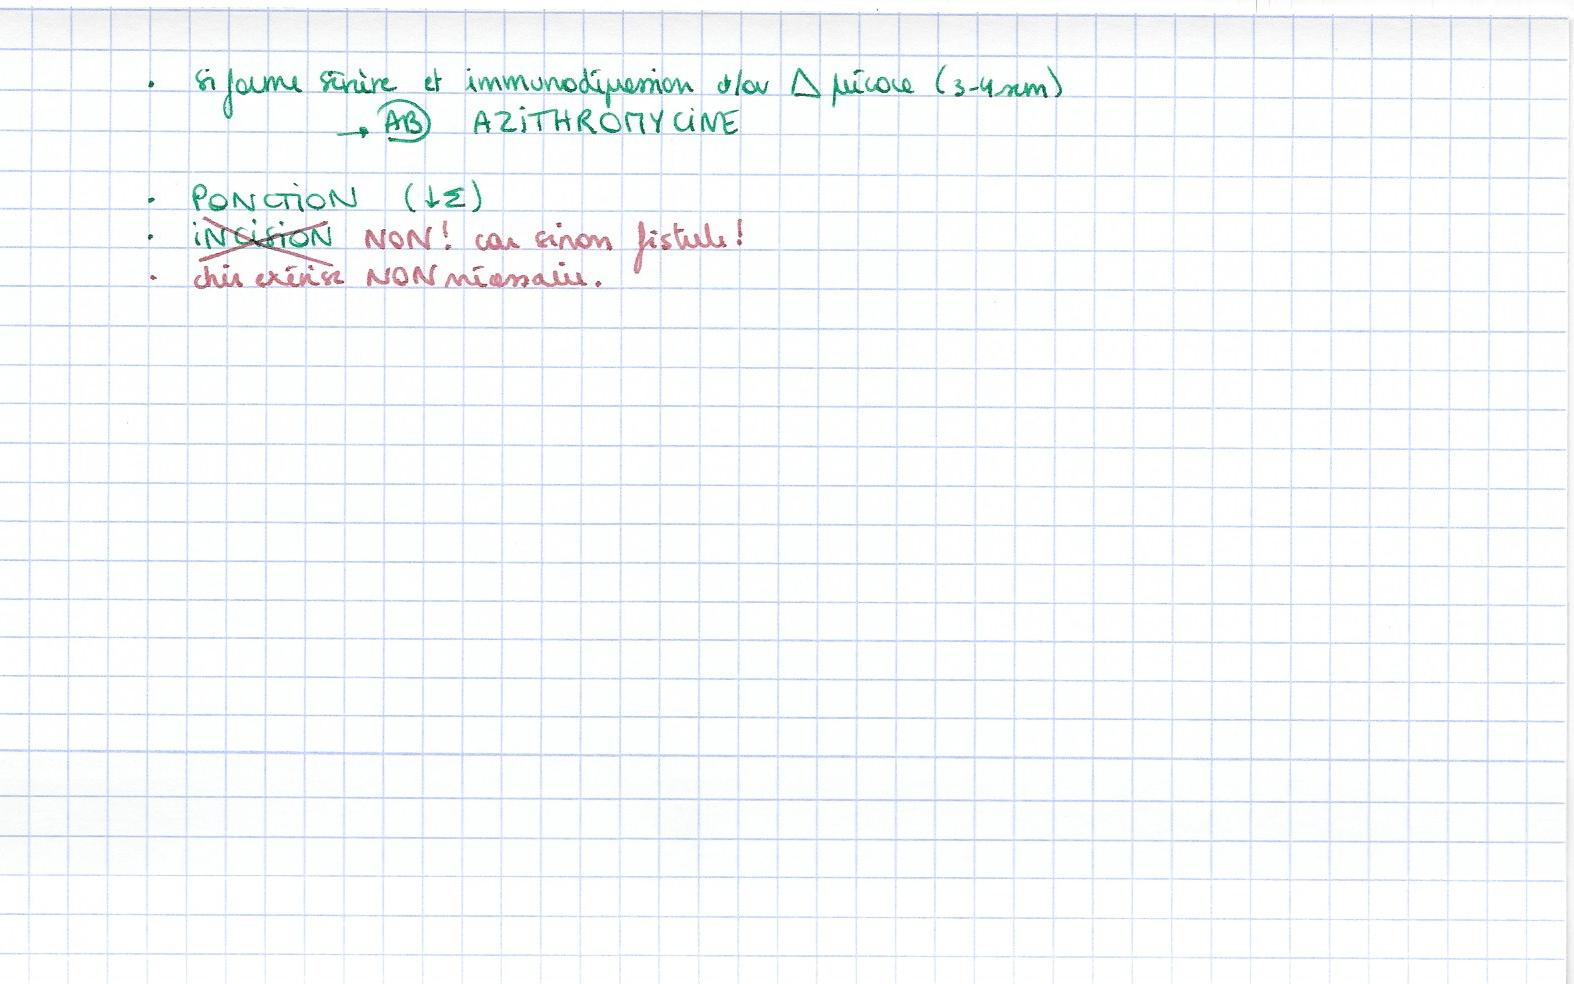 · si forme sévère et immunodépression et/ou Δ précoce (3-4 sem)
→ AB AZITHROMYCINE
· PONCTION (↓Σ)
· INCISION NON! car sinon fistule!
· chir exérèse NON nécessaire.